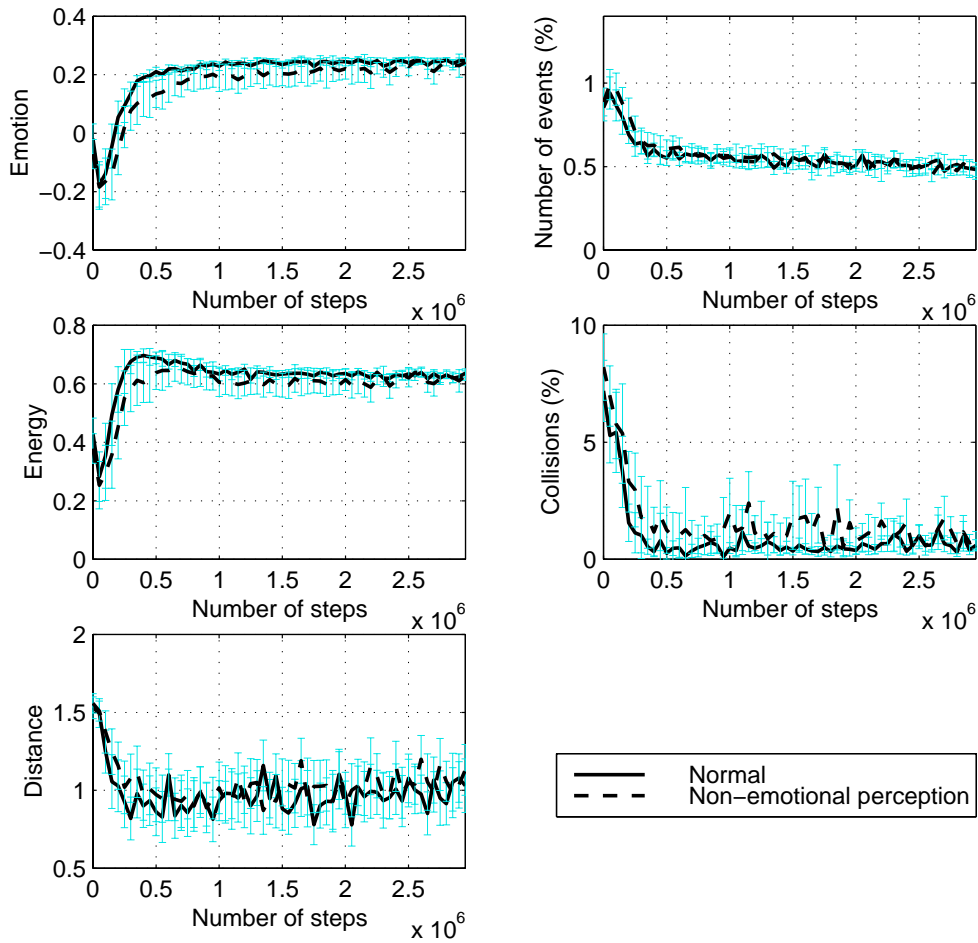 0.4
0.2
0
−0.2
−0.4
Emotion
0 0.5 1 1.5 2 2.5
Number of steps
x 10^6
1
0.5
0
Number of events (%)
0 0.5 1 1.5 2 2.5
Number of steps
x 10^6
0.8
0.6
0.4
0.2
0
Energy
0 0.5 1 1.5 2 2.5
Number of steps
x 10^6
10
5
0
Collisions (%)
0 0.5 1 1.5 2 2.5
Number of steps
x 10^6
2
1.5
1
0.5
Distance
0 0.5 1 1.5 2 2.5
Number of steps
x 10^6
Normal
Non−emotional perception